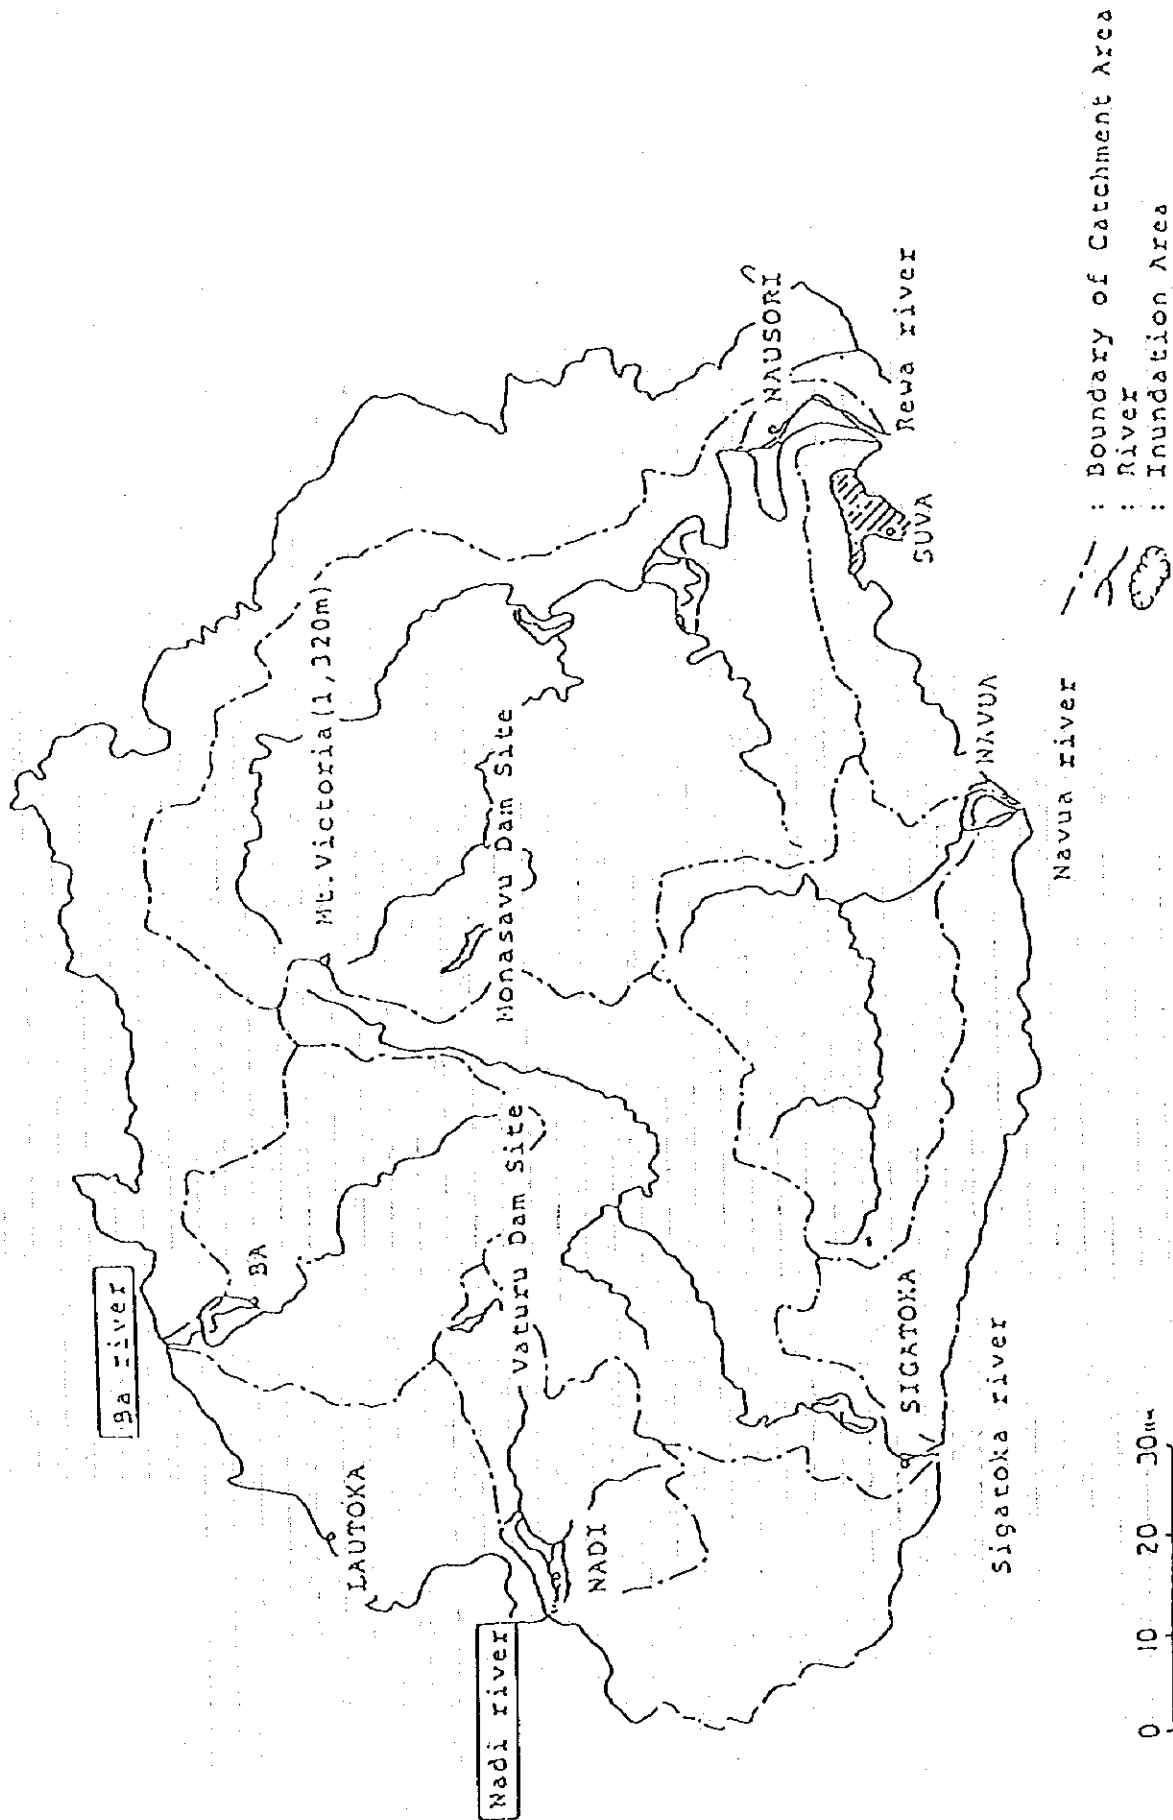 Ba river
BA
LAUTOKA
Mt.Victoria(1,320m)
Monasavu Dam Site
Vaturu Dam Site
Nadi river
NADI
NAUSORI
Rewa river
SUVA
NAVUA
Navua river
SIGATOKA
Sigatoka river
0 10 20 30
: Boundary of Catchment Area
: River
: Inundation Area